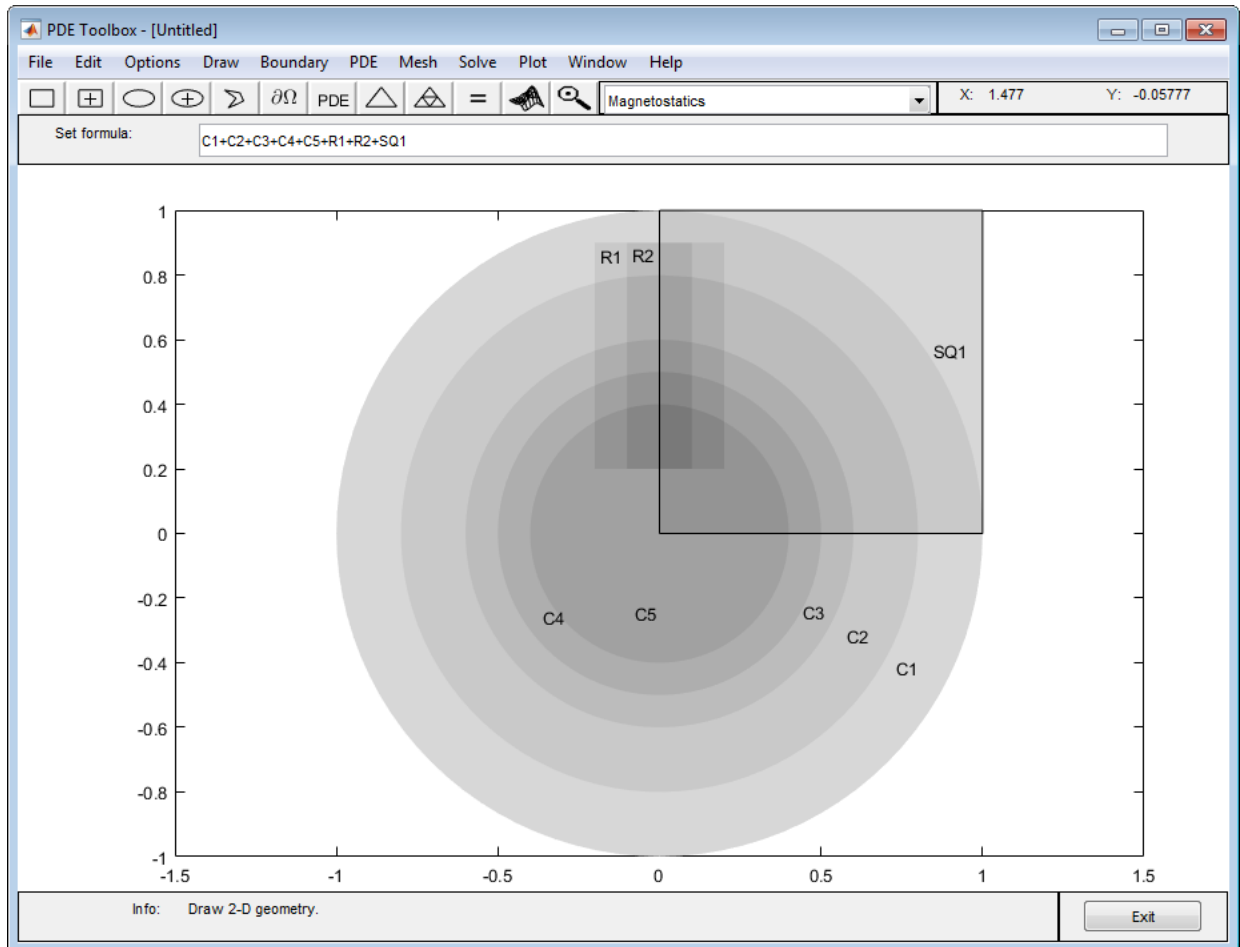 PDE Toolbox - [Untitled]
File Edit Options Draw Boundary PDE Mesh Solve Plot Window Help
∂Ω PDE = Magnetostatics X: 1.477 Y: -0.05777
Set formula: C1+C2+C3+C4+C5+R1+R2+SQ1
1
R1 R2
0.8
0.6
SQ1
0.4
0.2
0
-0.2
C4 C5 C3
C2
-0.4
C1
-0.6
-0.8
-1
-1.5 -1 -0.5 0 0.5 1 1.5
Info: Draw 2-D geometry. Exit